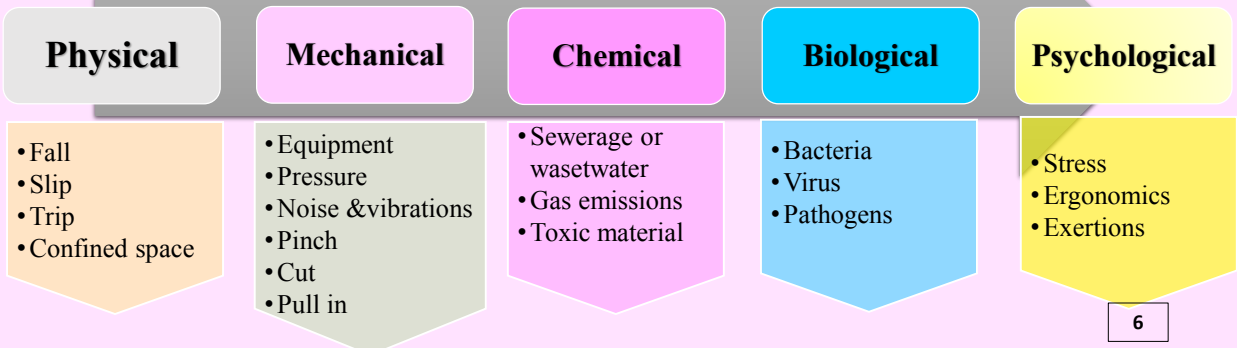 Physical
Mechanical
Chemical
Biological
Psychological
•Fall
•Slip
•Trip
•Confined space
•Equipment
•Pressure
•Noise &vibrations
•Pinch
•Cut
•Pull in
•Sewerage or
wasetwater
•Gas emissions
•Toxic material
•Bacteria
•Virus
•Pathogens
•Stress
•Ergonomics
•Exertions
6